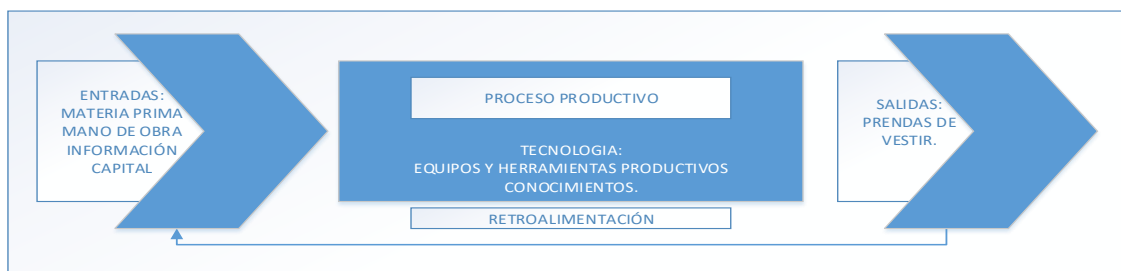 ENTRADAS:
MATERIA PRIMA
MANO DE OBRA
INFORMACIÓN
CAPITAL
PROCESO PRODUCTIVO
TECNOLOGIA:
EQUIPOS Y HERRAMIENTAS PRODUCTIVOS
CONOCIMIENTOS.
RETROALIMENTACIÓN
SALIDAS:
PRENDAS DE
VESTIR.